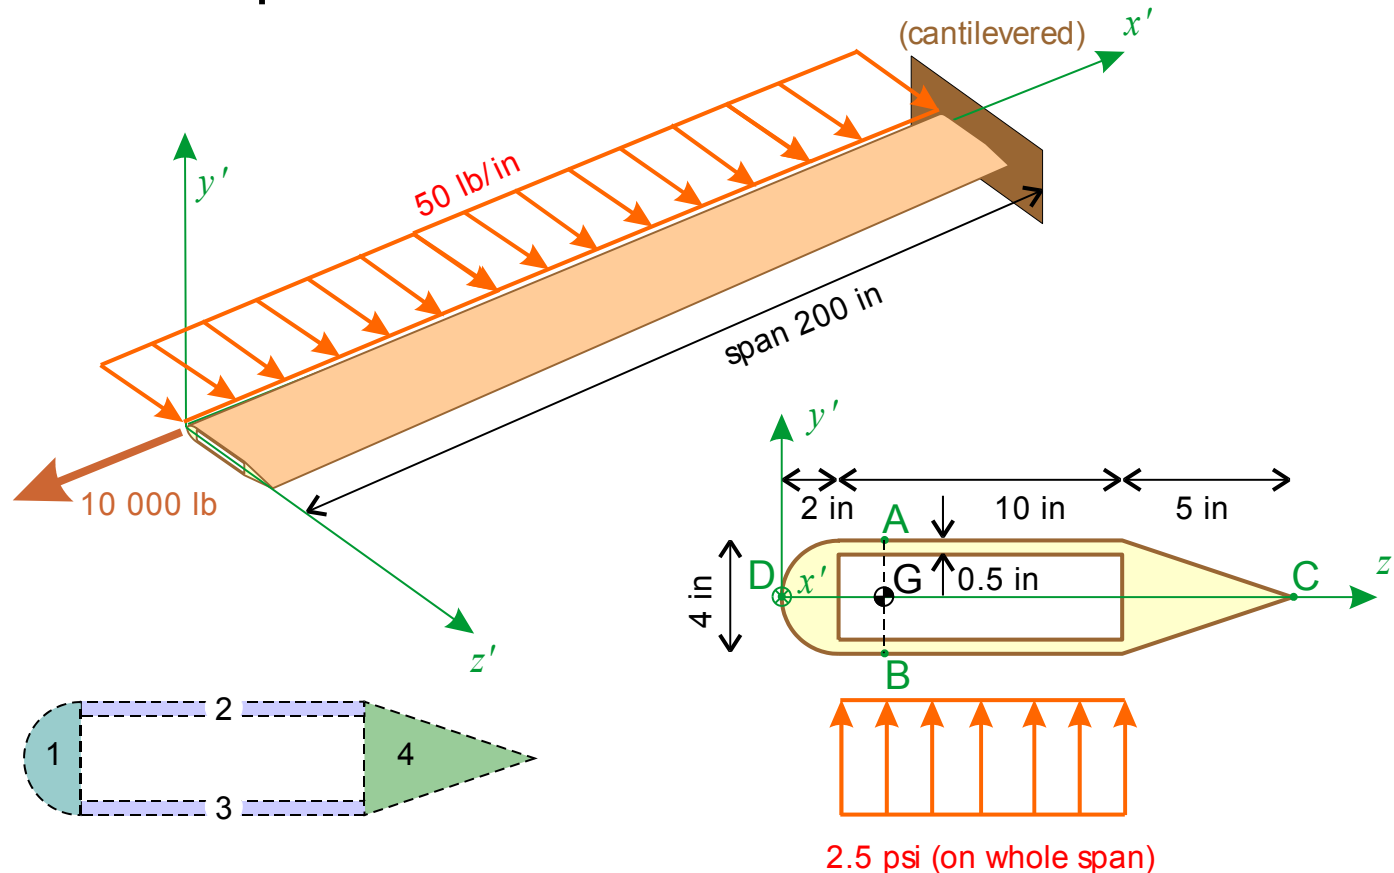 (cantilevered)
x'
y'
50 lb/in
span 200 in
10 000 lb
z'
y'
2 in
10 in
5 in
A
D
x'
G
0.5 in
C
z
4 in
B
1
2
3
4
2.5 psi (on whole span)